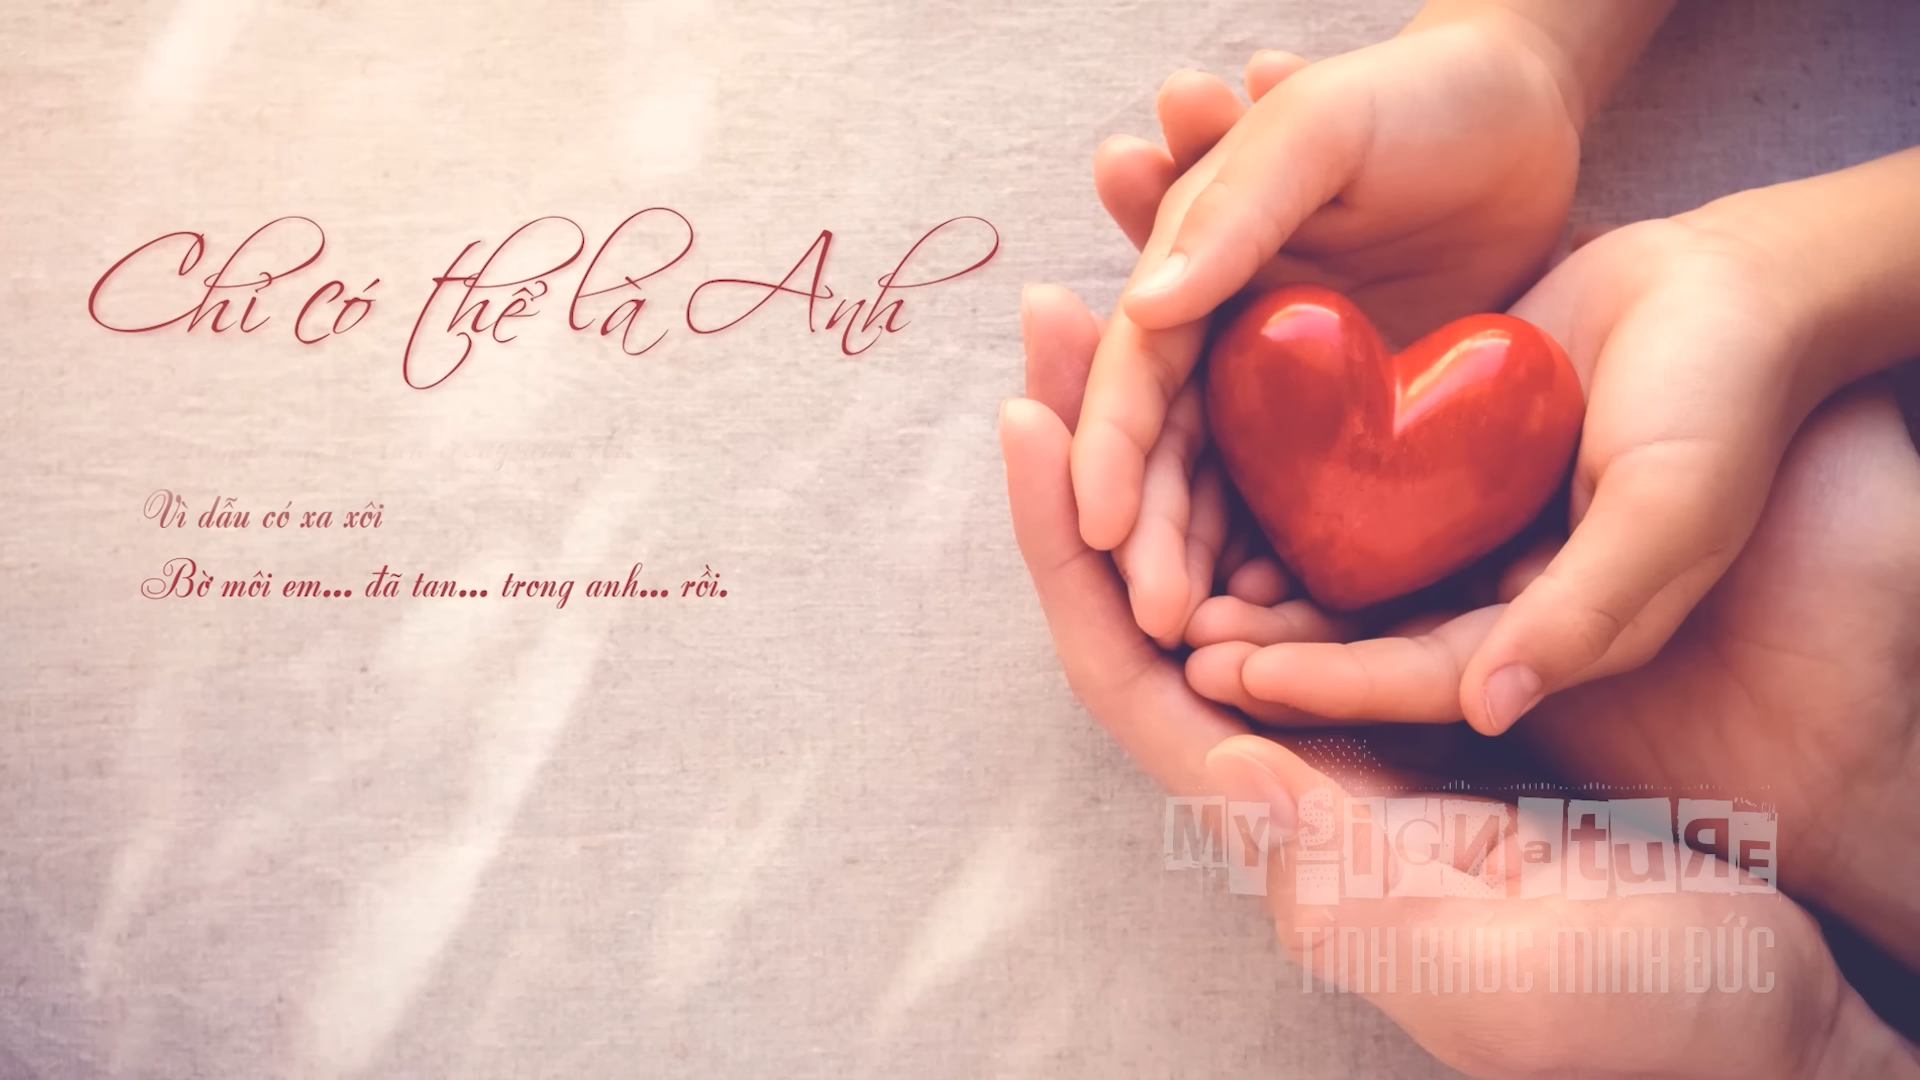 Chỉ có thể là Anh
Vì dẫu có xa xôi
Bờ môi em... đã tan... trong anh... rồi.
MY SiGNatuRE
TÌNH KHÚC MINH ĐỨC